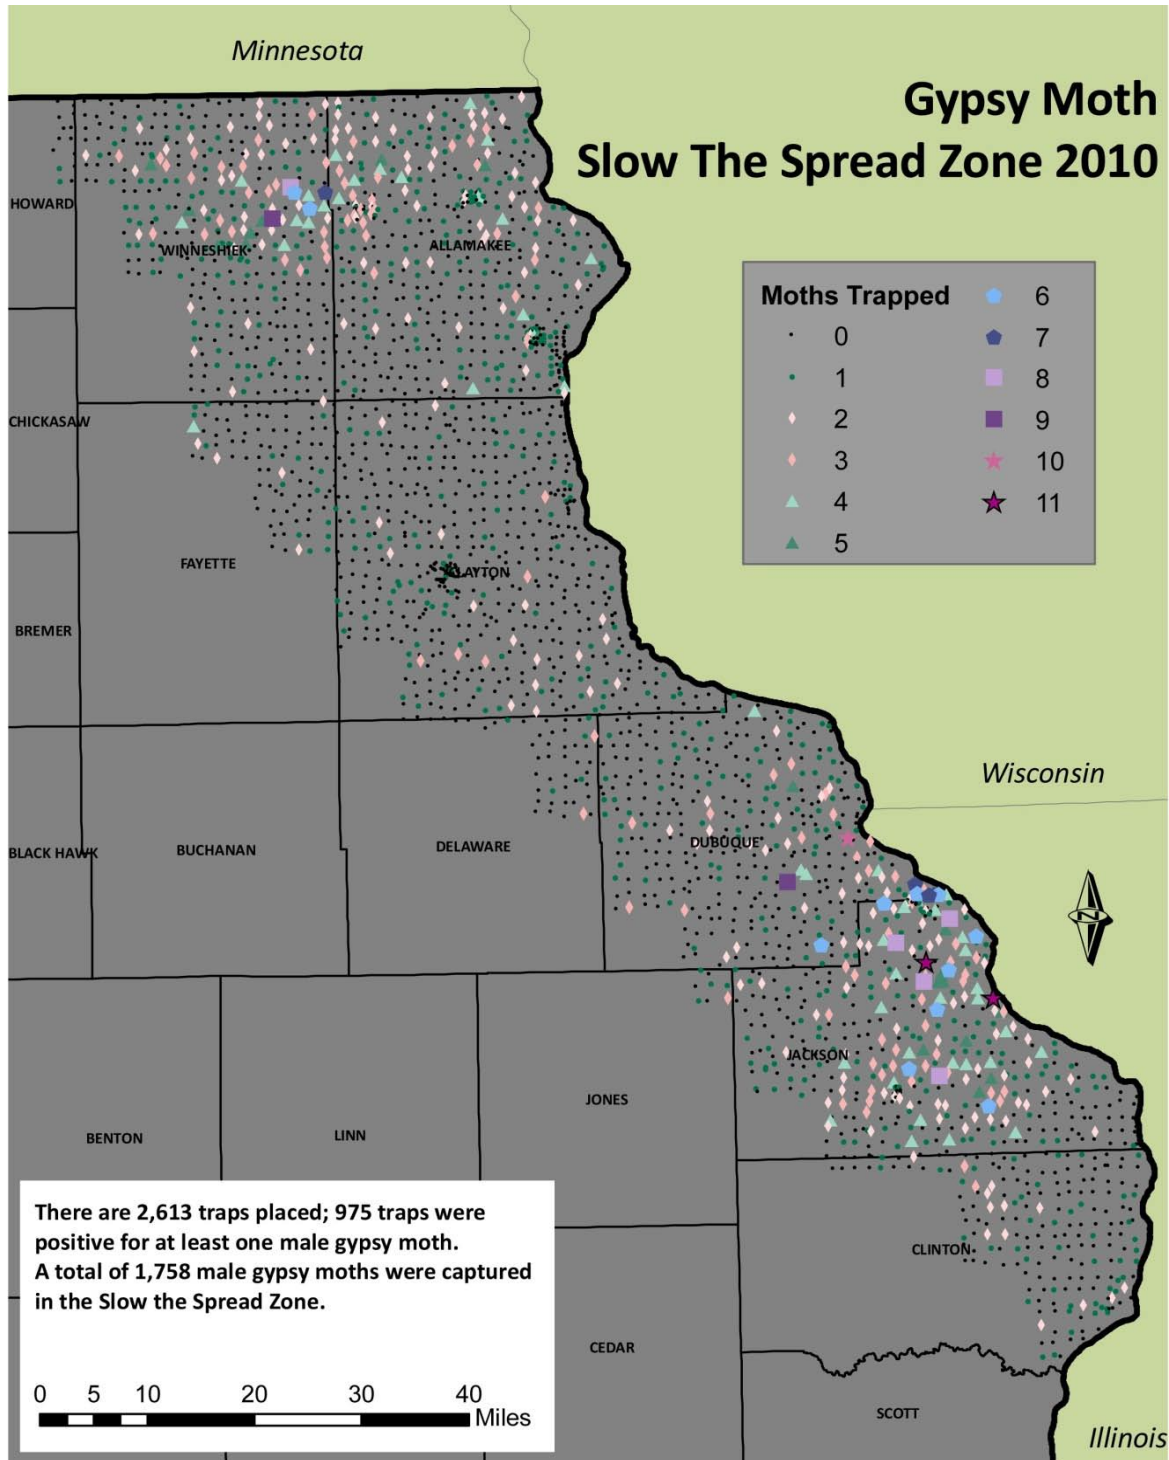 Minnesota
Gypsy Moth
Slow The Spread Zone 2010
HOWARD
WINNESHIEK
ALLAMAKEE
Moths Trapped
0
1
2
3
4
5
6
7
8
9
10
11
CHICKASAW
FAYETTE
CLAYTON
BREMER
Wisconsin
BLACK HAWK
BUCHANAN
DELAWARE
DUBUQUE
N
JACKSON
JONES
BENTON
LINN
There are 2,613 traps placed; 975 traps were
positive for at least one male gypsy moth.
A total of 1,758 male gypsy moths were captured
in the Slow the Spread Zone.
CLINTON
CEDAR
0 5 10 20 30 40
Miles
SCOTT
Illinois